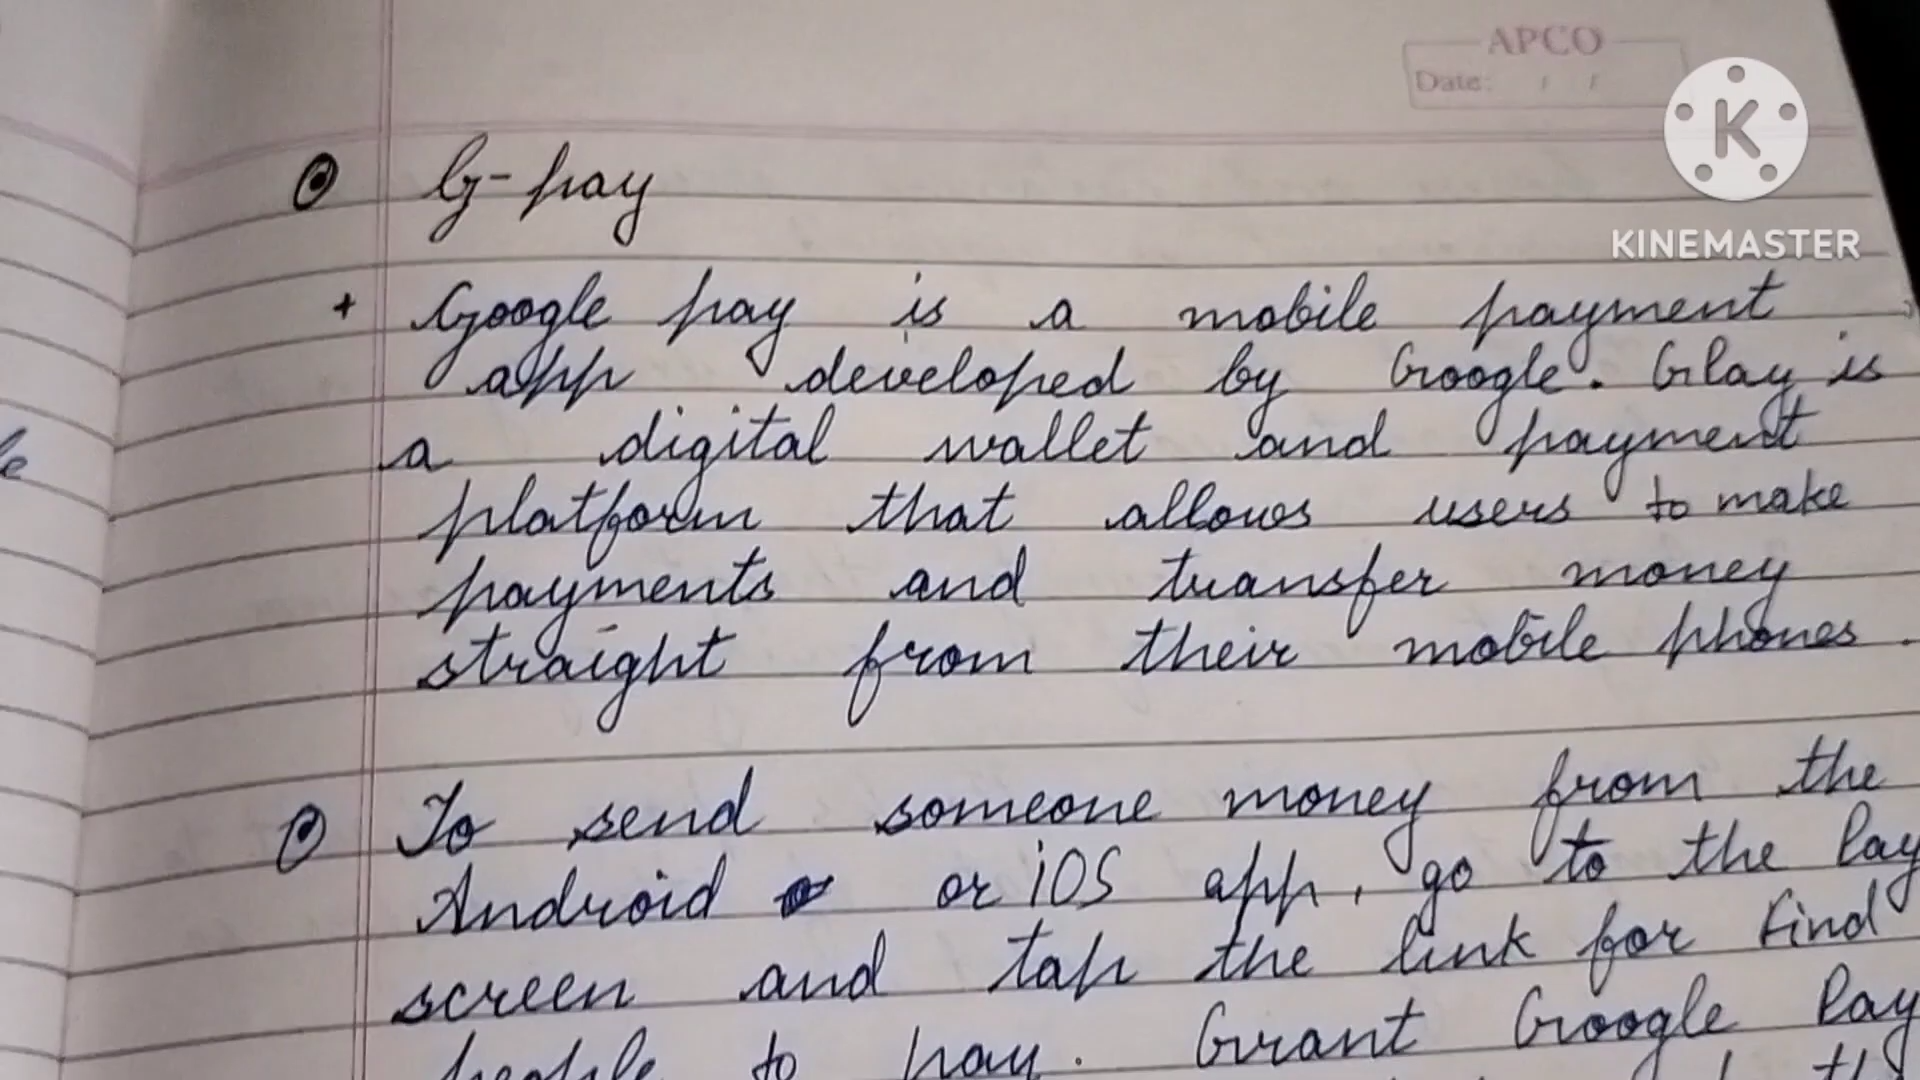 APCO
Date: / /
KINEMASTER
G-pay
+ Google pay is a mobile payment
app developed by Google. GPay is
a digital wallet and payment
platform that allows users to make
payments and transfer money
straight from their mobile phones.
To send someone money from the
Android or iOS app, go to the Pay
screen and tap the link for Find
people to pay. Grant Google Pay